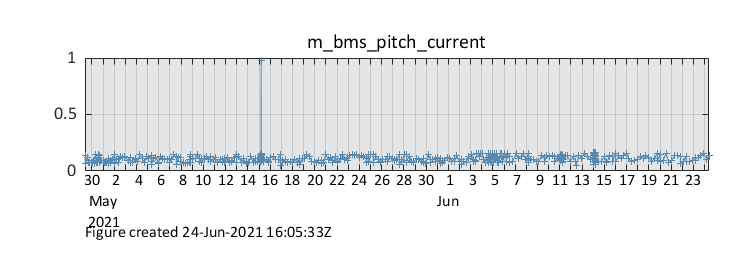 m_bms_pitch_current
1
0.5
0
30 2 4 6 8 10 12 14 16 18 20 22 24 26 28 30 1 3 5 7 9 11 13 15 17 19 21 23
May Jun
2021
Figure created 24-Jun-2021 16:05:33Z